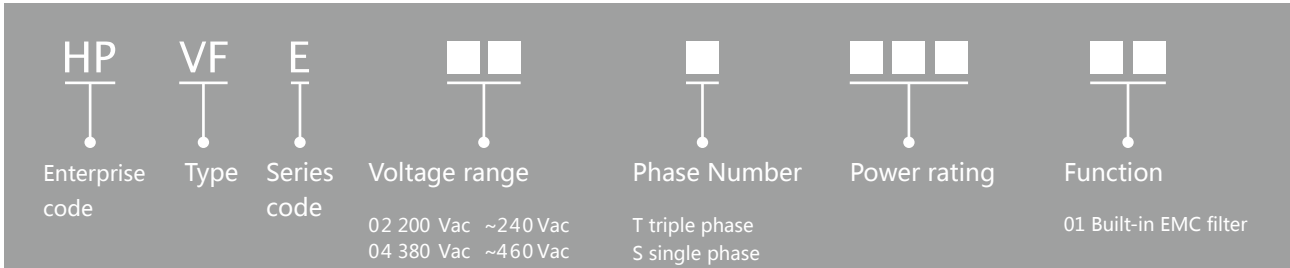 HP VF E
Enterprise code Type Series code Voltage range Phase Number Power rating Function
02 200 Vac ~240 Vac T triple phase 01 Built-in EMC filter
04 380 Vac ~460 Vac S single phase